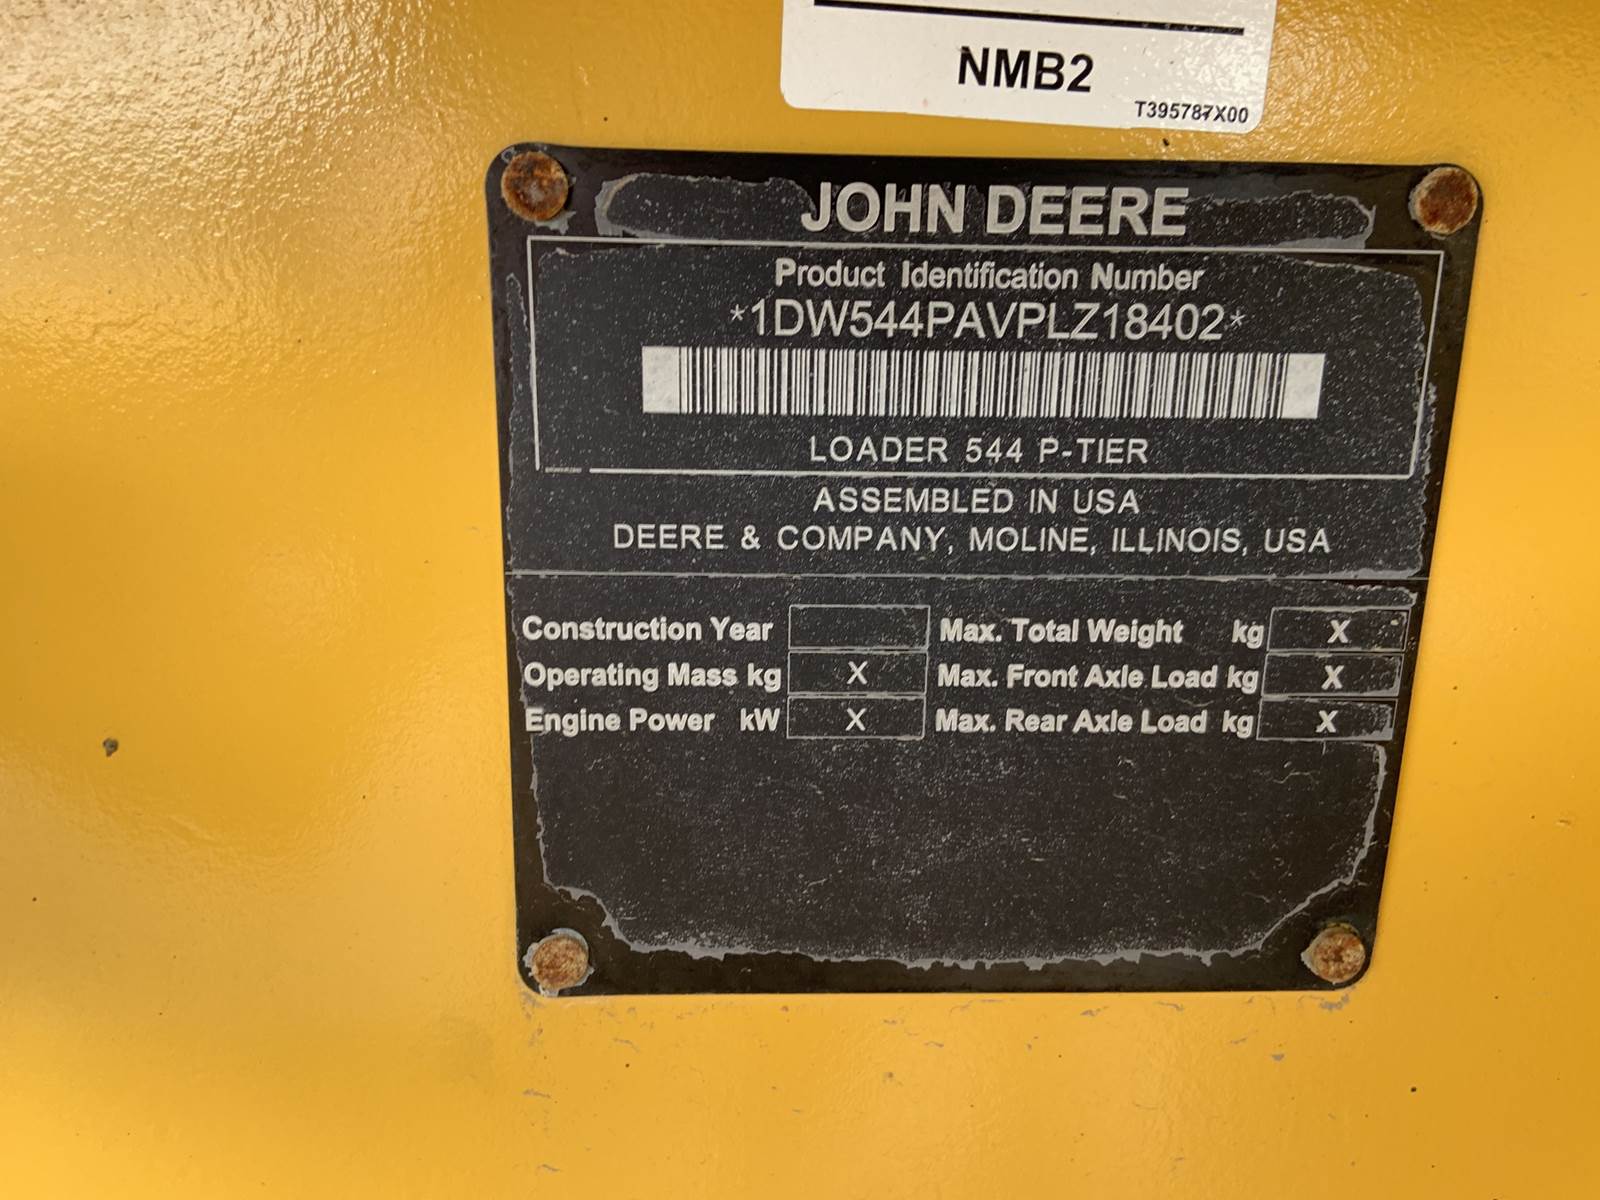 NMB2
T395787X00
JOHN DEERE
Product Identification Number
*1DW544PAVPLZ18402*
LOADER 544 P-TIER
ASSEMBLED IN USA
DEERE & COMPANY, MOLINE, ILLINOIS, USA
Construction Year Max. Total Weight kg X
Operating Mass kg X Max. Front Axle Load kg X
Engine Power kW X Max. Rear Axle Load kg X